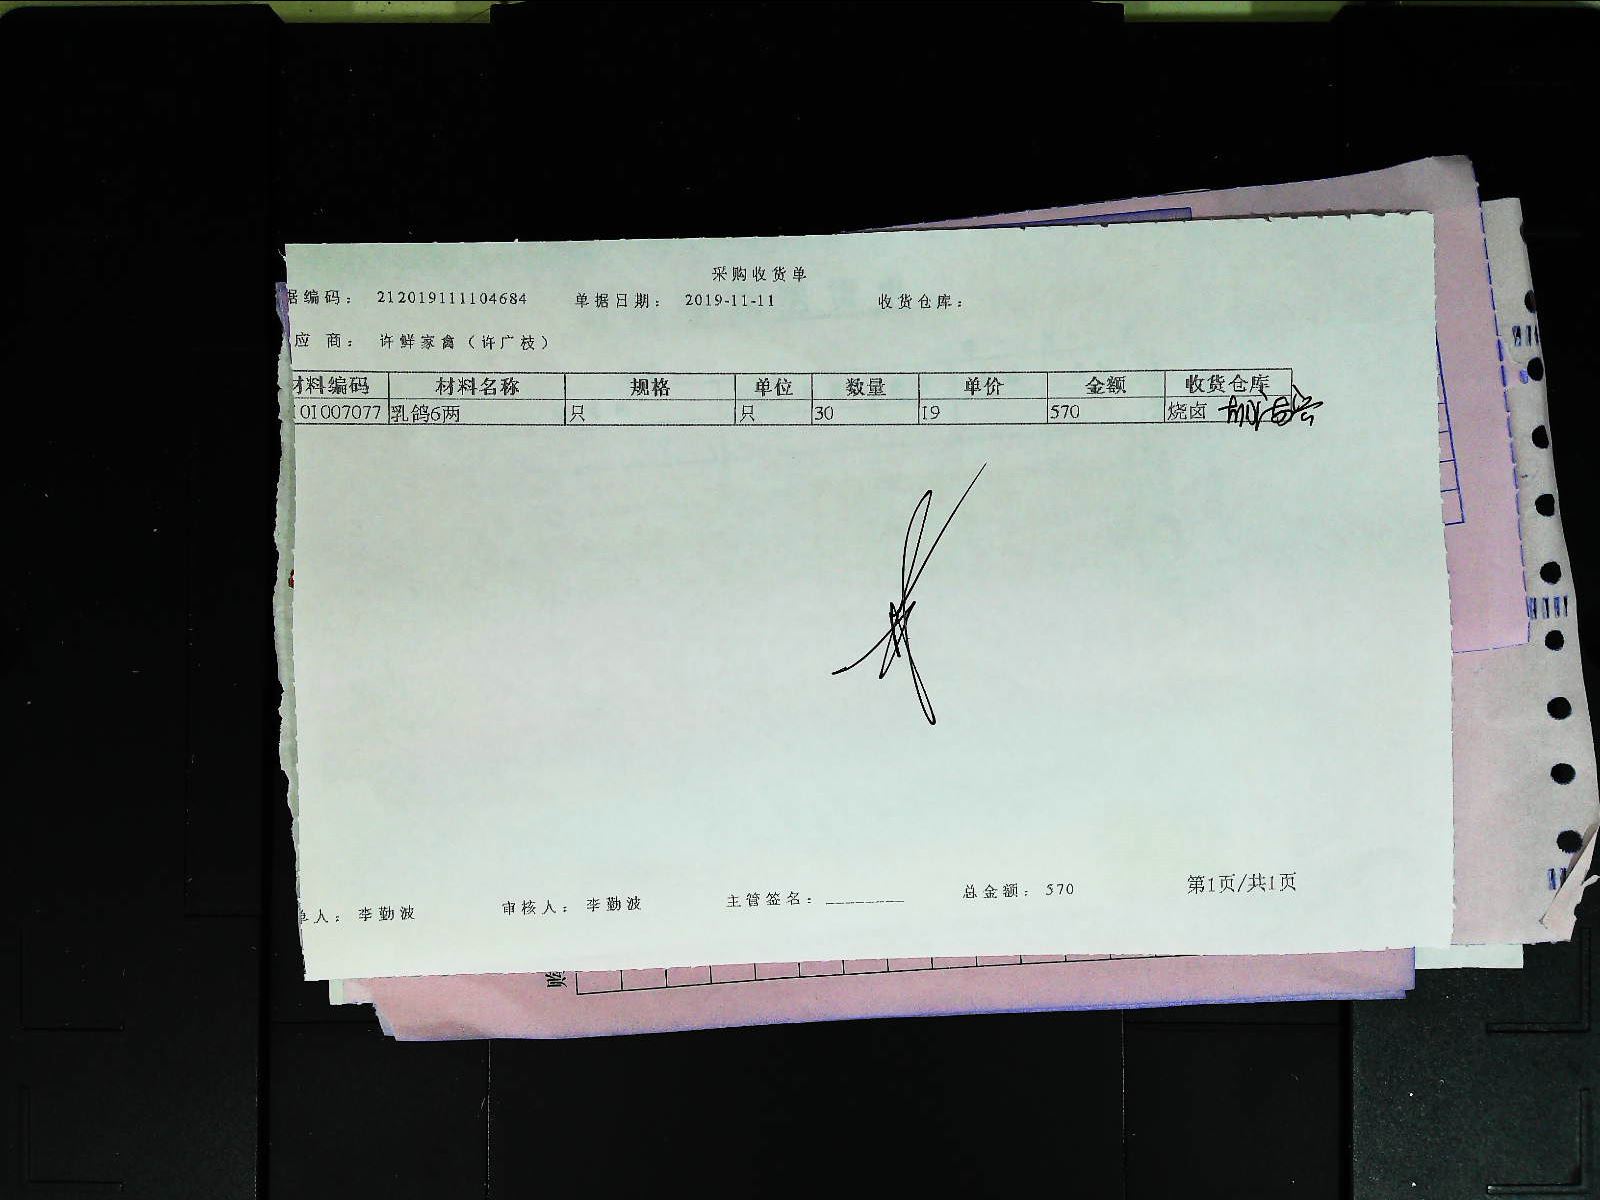 采购收货单
据编码： 212019111104684 单据日期： 2019-11-11 收货仓库：
应 商： 许鲜家禽（许广枝）
材料编码 材料名称 规格 单位 数量 单价 金额 收货仓库
101007077 乳鸽6两 只 只 30 19 570 烧卤
单人： 李勤波 审核人： 李勤波 主管签名：________ 总金额： 570 第1页/共1页